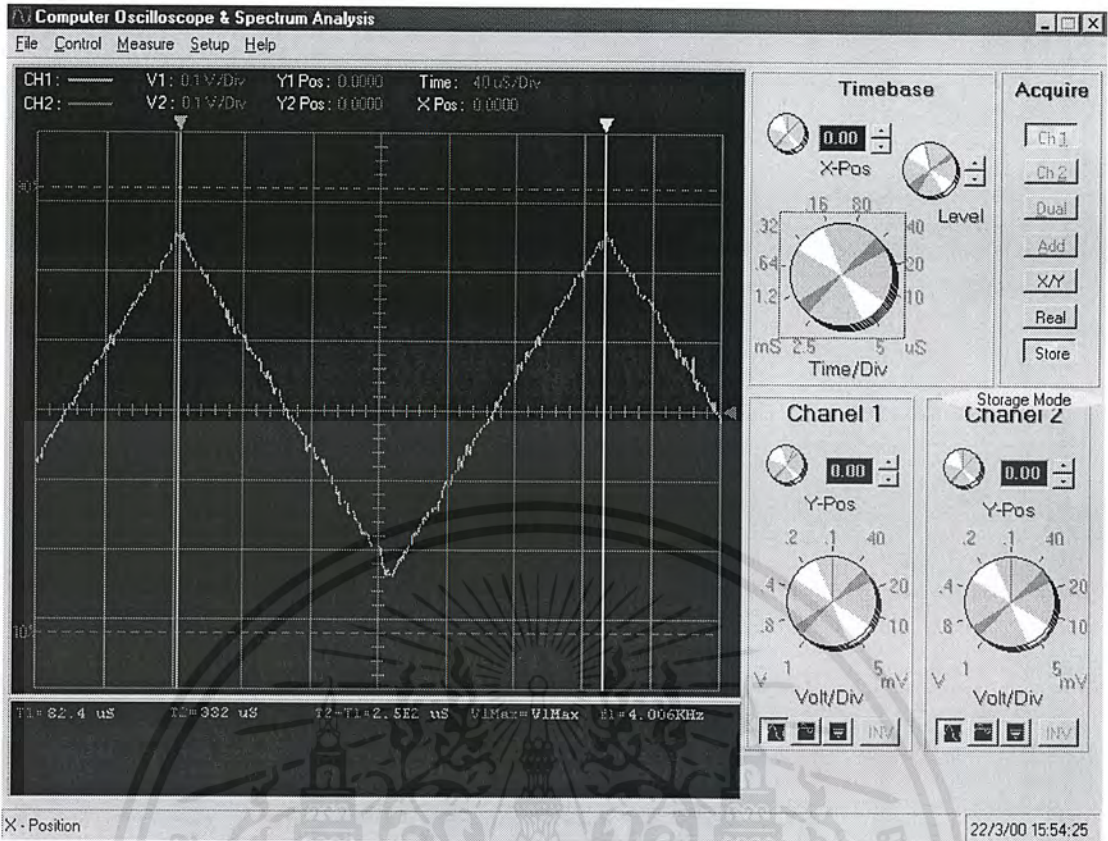 Computer Oscilloscope & Spectrum Analysis
File Control Measure Setup Help
CH1: V1: 0.1 V/Div Y1 Pos: 0.0000 Time: 40 uS/Div
CH2: V2: 0.1 V/Div Y2 Pos: 0.0000 X Pos: 0.0000
90%
10%
T1=82.4 uS T2=332 uS T2-T1=2.5E2 uS V1Max=V1Max F1=4.006KHz
Timebase
0.00
X-Pos
Level
.16 80
.32 40
.64 20
1.2 10
mS 2.5 5 uS
Time/Div
Acquire
Ch 1
Ch 2
Dual
Add
X/Y
Real
Store
Storage Mode
Chanel 1
0.00
Y-Pos
.2 .1 40
.4 20
.8 10
V 1 5 mV
Volt/Div
INV
Chanel 2
0.00
Y-Pos
.2 .1 40
.4 20
.8 10
V 1 5 mV
Volt/Div
INV
X - Position
22/3/00 15:54:25